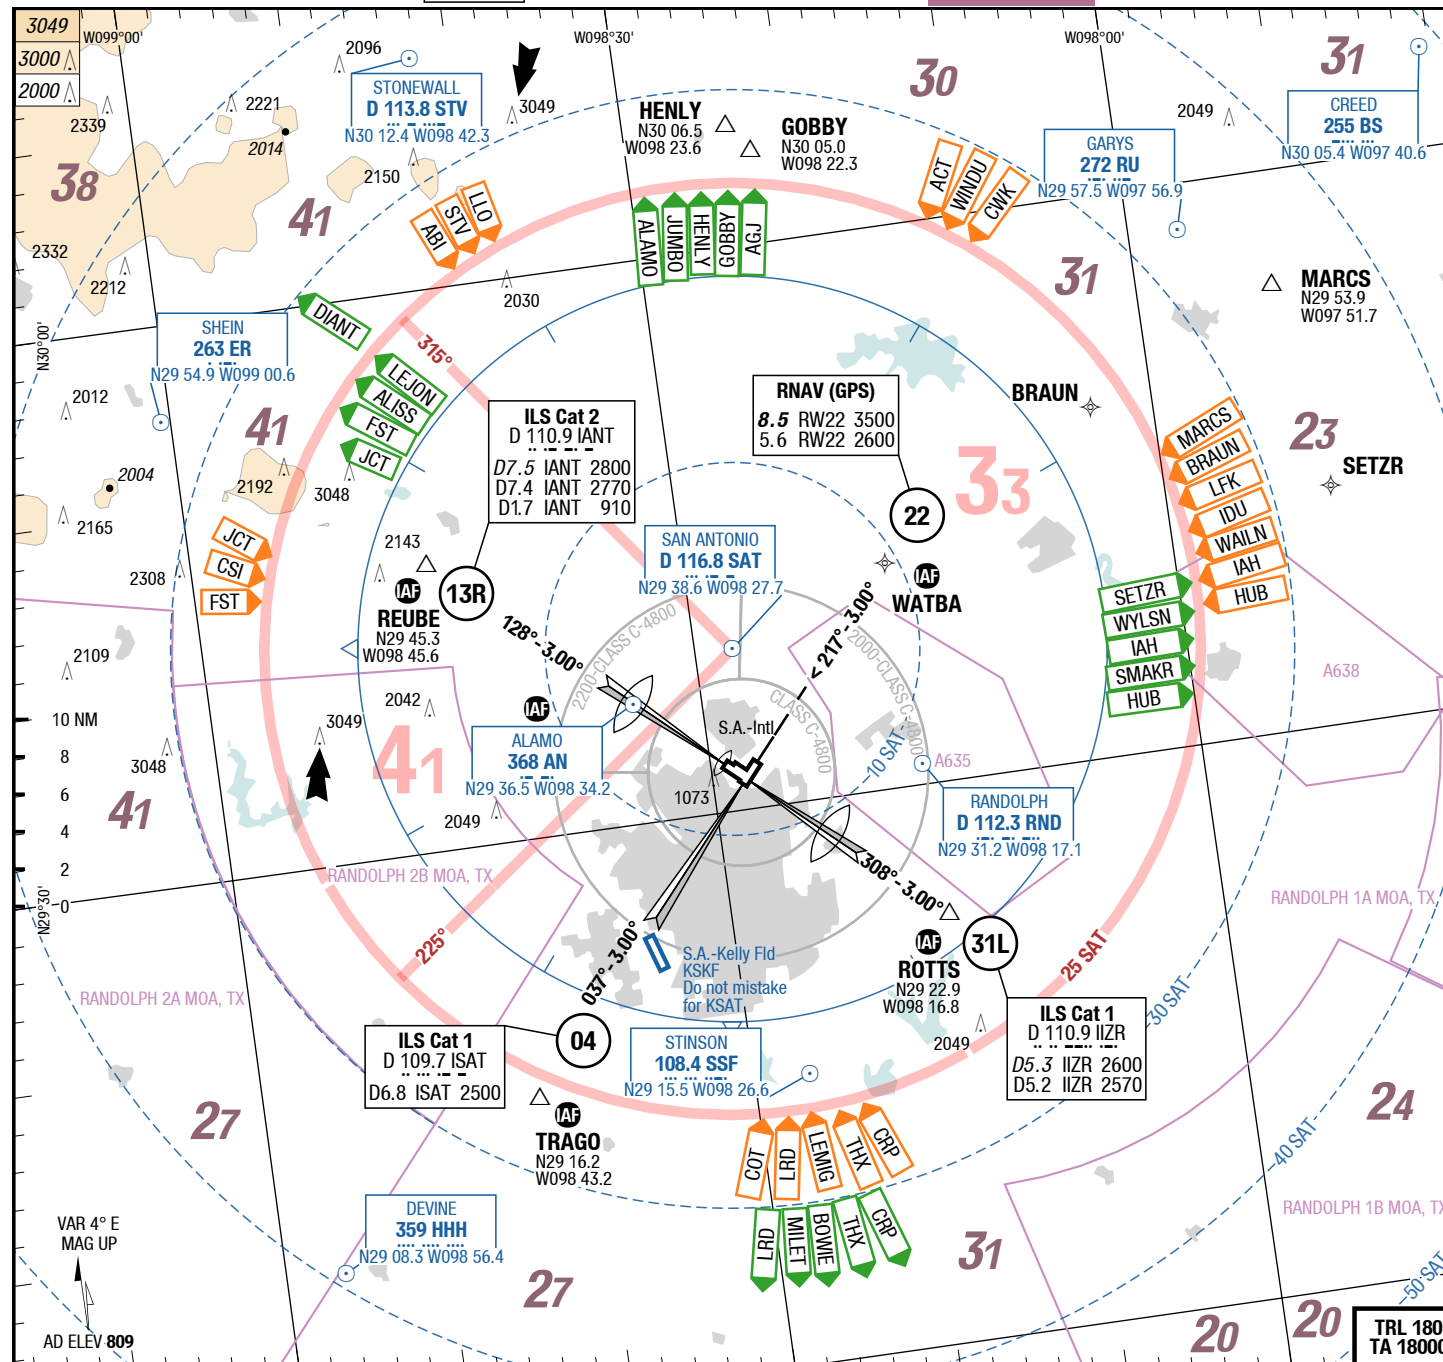 3049
3000
2000
W099°00'
W098°30'
W098°00'
2096
2221
2339
2014
38
41
2150
3049
STONEWALL
D 113.8 STV
N30 12.4 W098 42.3
HENLY
N30 06.5
W098 23.6
GOBBY
N30 05.0
W098 22.3
30
31
2049
CREED
255 BS
N30 05.4 W097 40.6
GARYS
272 RU
N29 57.5 W097 56.9
ABI
STV
LLO
ALAMO
JUMBO
HENLY
GOBBY
AGJ
ACT
WINDU
CWK
2332
2212
2030
31
MARCS
N29 53.9
W097 51.7
DIANT
SHEIN
263 ER
N29 54.9 W099 00.6
N30°00'
315°
LEJON
ALISS
FST
JCT
2012
41
ILS Cat 2
D 110.9 IANT
D7.5 IANT 2800
D7.4 IANT 2770
D1.7 IANT 910
RNAV (GPS)
8.5 RW22 3500
5.6 RW22 2600
BRAUN
33
MARCS
BRAUN
LFK
IDU
WAILN
IAH
HUB
23
SETZR
2004
2192
3048
2165
22
2143
JCT
CSI
FST
2308
IAF
REUBE
N29 45.3
W098 45.6
13R
SAN ANTONIO
D 116.8 SAT
N29 38.6 W098 27.7
IAF
WATBA
128°-3.00°
< 217°-3.00°
2200-CLASS C-4800
2000-CLASS C-4800
CLASS C-4800
SETZR
WYLSN
IAH
SMAKR
HUB
A638
2109
2042
3049
10 NM
8
6
4
2
0
3048
41
41
IAF
ALAMO
368 AN
N29 36.5 W098 34.2
S.A.-Intl
10 SAT
A635
1073
2049
RANDOLPH
D 112.3 RND
N29 31.2 W098 17.1
RANDOLPH 2B MOA, TX
308°-3.00°
RANDOLPH 1A MOA, TX
N29°30'
225°
037°-3.00°
S.A.-Kelly Fld
KSKF
Do not mistake
for KSAT
IAF
ROTTS
N29 22.9
W098 16.8
31L
25 SAT
RANDOLPH 2A MOA, TX
30 SAT
ILS Cat 1
D 109.7 ISAT
D6.8 ISAT 2500
04
STINSON
108.4 SSF
N29 15.5 W098 26.6
2049
ILS Cat 1
D 110.9 IIZR
D5.3 IIZR 2600
D5.2 IIZR 2570
27
IAF
TRAGO
N29 16.2
W098 43.2
COT
LRD
LEMIG
THX
CRP
24
40 SAT
DEVINE
359 HHH
N29 08.3 W098 56.4
LRD
MILET
BOWIE
THX
CRP
RANDOLPH 1B MOA, TX
VAR 4° E
MAG UP
27
31
50 SAT
AD ELEV 809
20
20
TRL 180
TA 18000